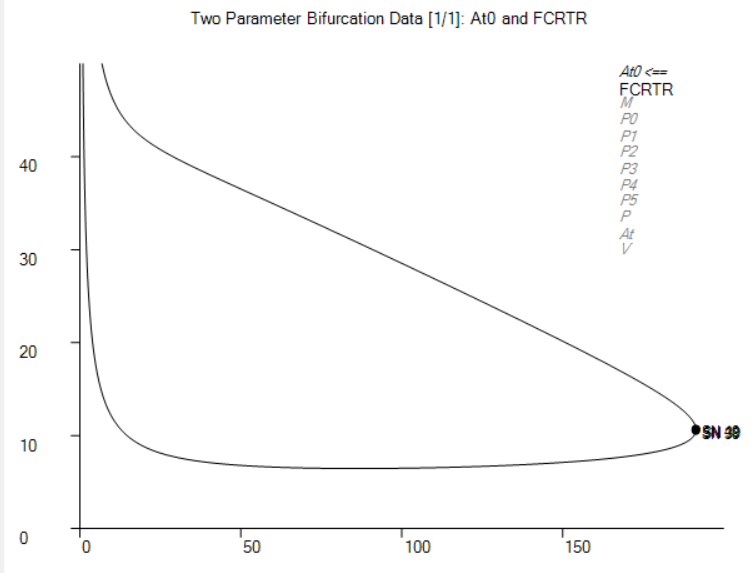 Two Parameter Bifurcation Data [1/1]: At0 and FCRTR
At0 <==
FCRTR
M
P0
P1
P2
P3
P4
P5
P
At
V
40
30
20
10
0
SN
0
50
100
150